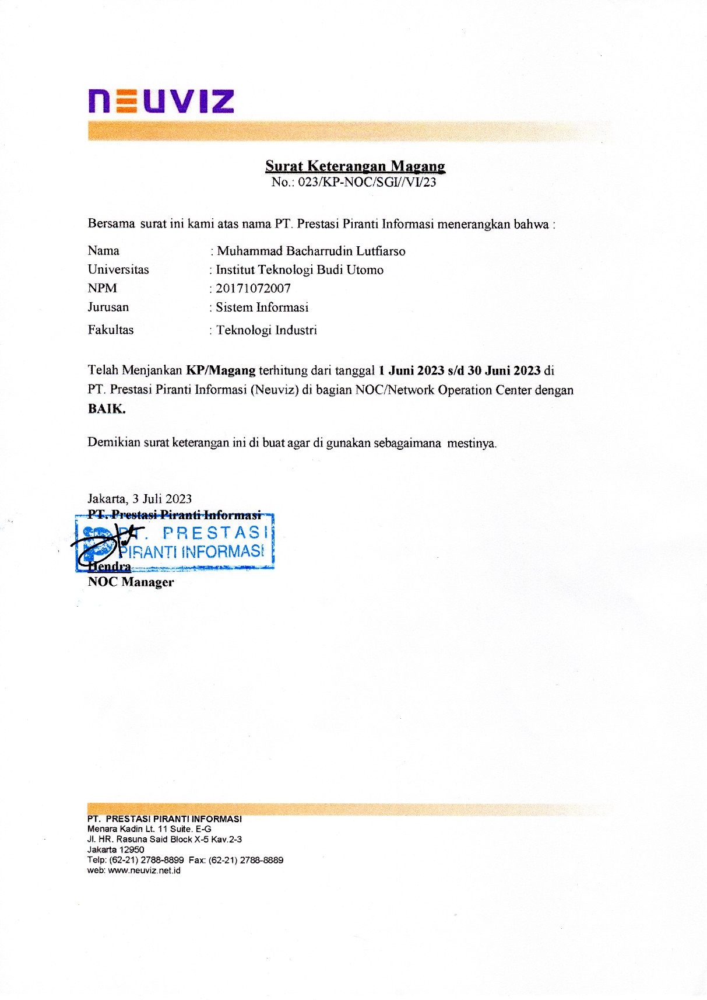 NEUVIZ
Surat Keterangan Magang
No.: 023/KP-NOC/SGI//VI/23
Bersama surat ini kami atas nama PT. Prestasi Piranti Informasi menerangkan bahwa :
Nama : Muhammad Bacharrudin Lutfiarso
Universitas : Institut Teknologi Budi Utomo
NPM : 20171072007
Jurusan : Sistem Informasi
Fakultas : Teknologi Industri
Telah Menjankan KP/Magang terhitung dari tanggal 1 Juni 2023 s/d 30 Juni 2023 di
PT. Prestasi Piranti Informasi (Neuviz) di bagian NOC/Network Operation Center dengan
BAIK.
Demikian surat keterangan ini di buat agar di gunakan sebagaimana mestinya.
Jakarta, 3 Juli 2023
PT. Prestasi Piranti Informasi
PT. PRESTASI
PIRANTI INFORMASI
Hendra
NOC Manager
PT. PRESTASI PIRANTI INFORMASI
Menara Kadin Lt. 11 Suite. E-G
Jl. HR. Rasuna Said Block X-5 Kav.2-3
Jakarta 12950
Telp: (62-21) 2788-8899 Fax: (62-21) 2788-8889
web: www.neuviz.net.id